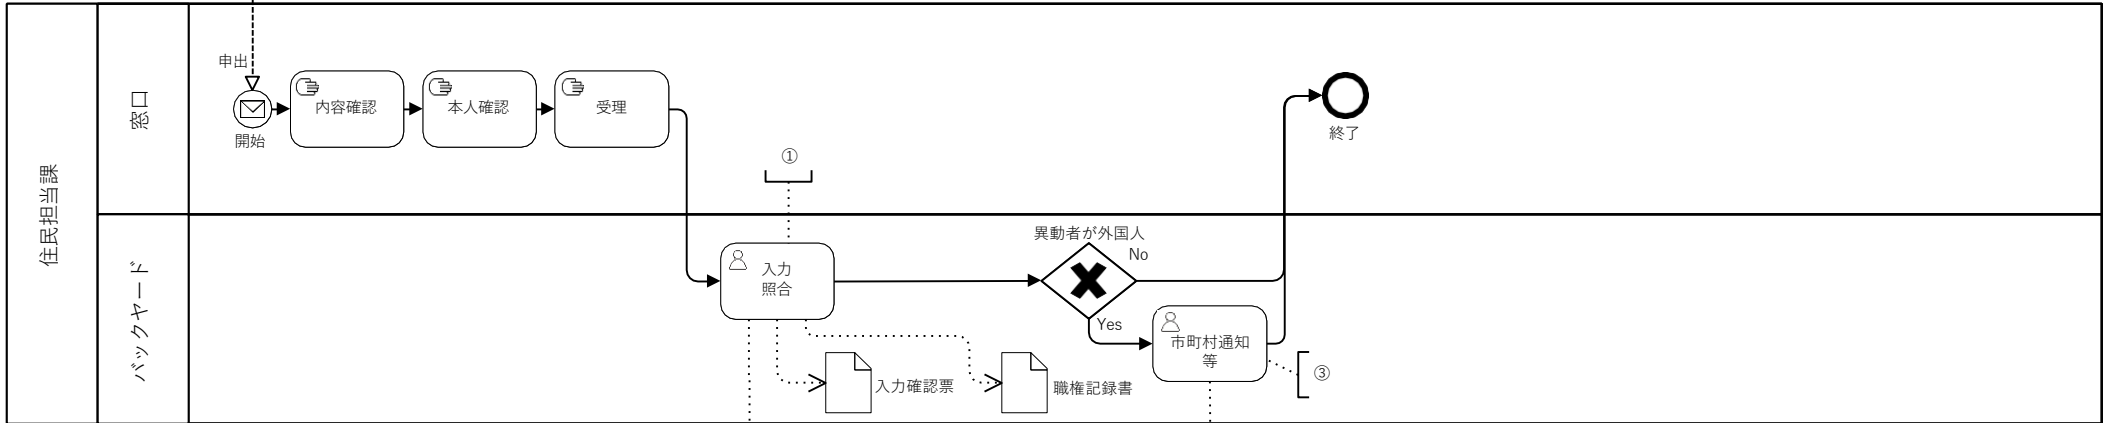 住民担当課
窓口
申出
開始
内容確認
本人確認
受理
終了
①
バックヤード
入力
照合
入力確認票
職権記録書
異動者が外国人
No
Yes
市町村通知
等
③